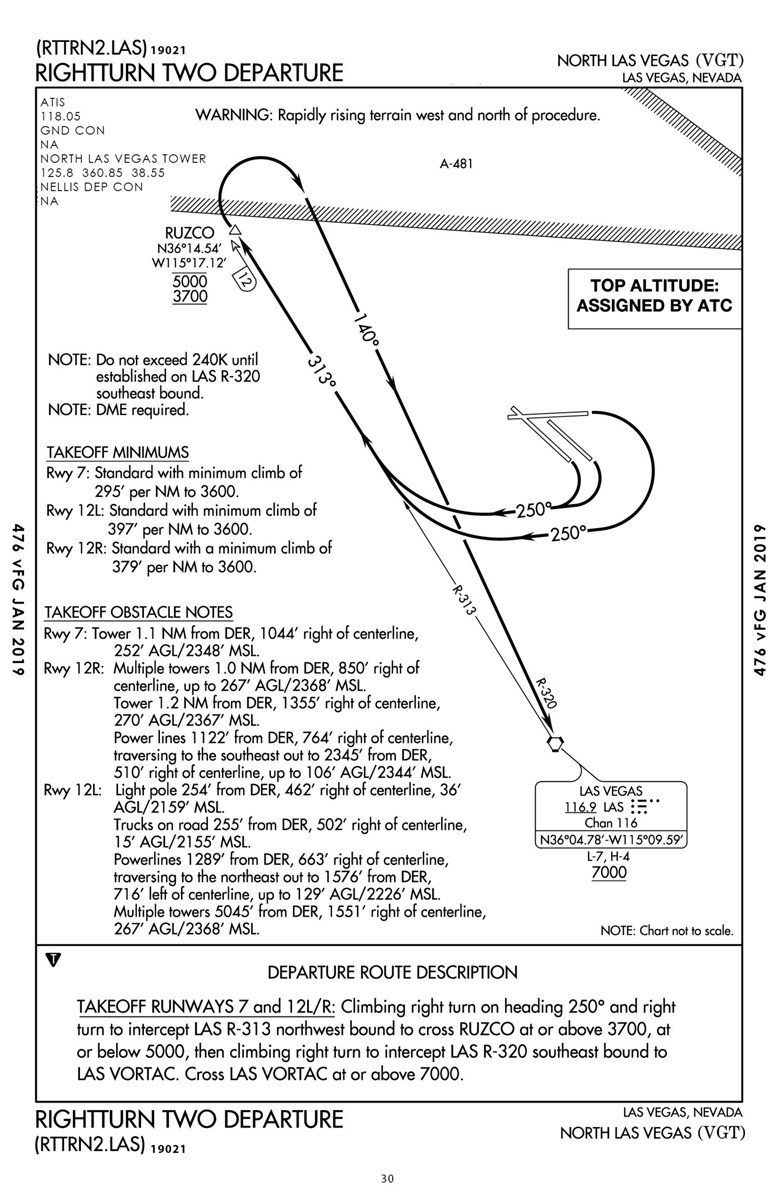 (RTTRN2.LAS) 19021
RIGHTTURN TWO DEPARTURE
NORTH LAS VEGAS (VGT)
LAS VEGAS, NEVADA
ATIS
118.05
GND CON
NA
NORTH LAS VEGAS TOWER
125.8 360.85 38.55
NELLIS DEP CON
NA
WARNING: Rapidly rising terrain west and north of procedure.
A-481
RUZCO
N36°14.54'
W115°17.12'
5000
3700
12
TOP ALTITUDE:
ASSIGNED BY ATC
140°
313°
NOTE: Do not exceed 240K until
established on LAS R-320
southeast bound.
NOTE: DME required.
TAKEOFF MINIMUMS
Rwy 7: Standard with minimum climb of
295' per NM to 3600.
Rwy 12L: Standard with minimum climb of
397' per NM to 3600.
Rwy 12R: Standard with a minimum climb of
379' per NM to 3600.
250°
250°
R-313
R-320
476 vFG JAN 2019
476 vFG JAN 2019
TAKEOFF OBSTACLE NOTES
Rwy 7: Tower 1.1 NM from DER, 1044' right of centerline,
252' AGL/2348' MSL.
Rwy 12R: Multiple towers 1.0 NM from DER, 850' right of
centerline, up to 267' AGL/2368' MSL.
Tower 1.2 NM from DER, 1355' right of centerline,
270' AGL/2367' MSL.
Power lines 1122' from DER, 764' right of centerline,
traversing to the southeast out to 2345' from DER,
510' right of centerline, up to 106' AGL/2344' MSL.
Rwy 12L: Light pole 254' from DER, 462' right of centerline, 36'
AGL/2159' MSL.
Trucks on road 255' from DER, 502' right of centerline,
15' AGL/2155' MSL.
Powerlines 1289' from DER, 663' right of centerline,
traversing to the northeast out to 1576' from DER,
716' left of centerline, up to 129' AGL/2226' MSL.
Multiple towers 5045' from DER, 1551' right of centerline,
267' AGL/2368' MSL.
LAS VEGAS
116.9 LAS
Chan 116
N36°04.78'-W115°09.59'
L-7, H-4
7000
NOTE: Chart not to scale.
T
DEPARTURE ROUTE DESCRIPTION
TAKEOFF RUNWAYS 7 and 12L/R: Climbing right turn on heading 250° and right
turn to intercept LAS R-313 northwest bound to cross RUZCO at or above 3700, at
or below 5000, then climbing right turn to intercept LAS R-320 southeast bound to
LAS VORTAC. Cross LAS VORTAC at or above 7000.
RIGHTTURN TWO DEPARTURE
(RTTRN2.LAS) 19021
LAS VEGAS, NEVADA
NORTH LAS VEGAS (VGT)
30